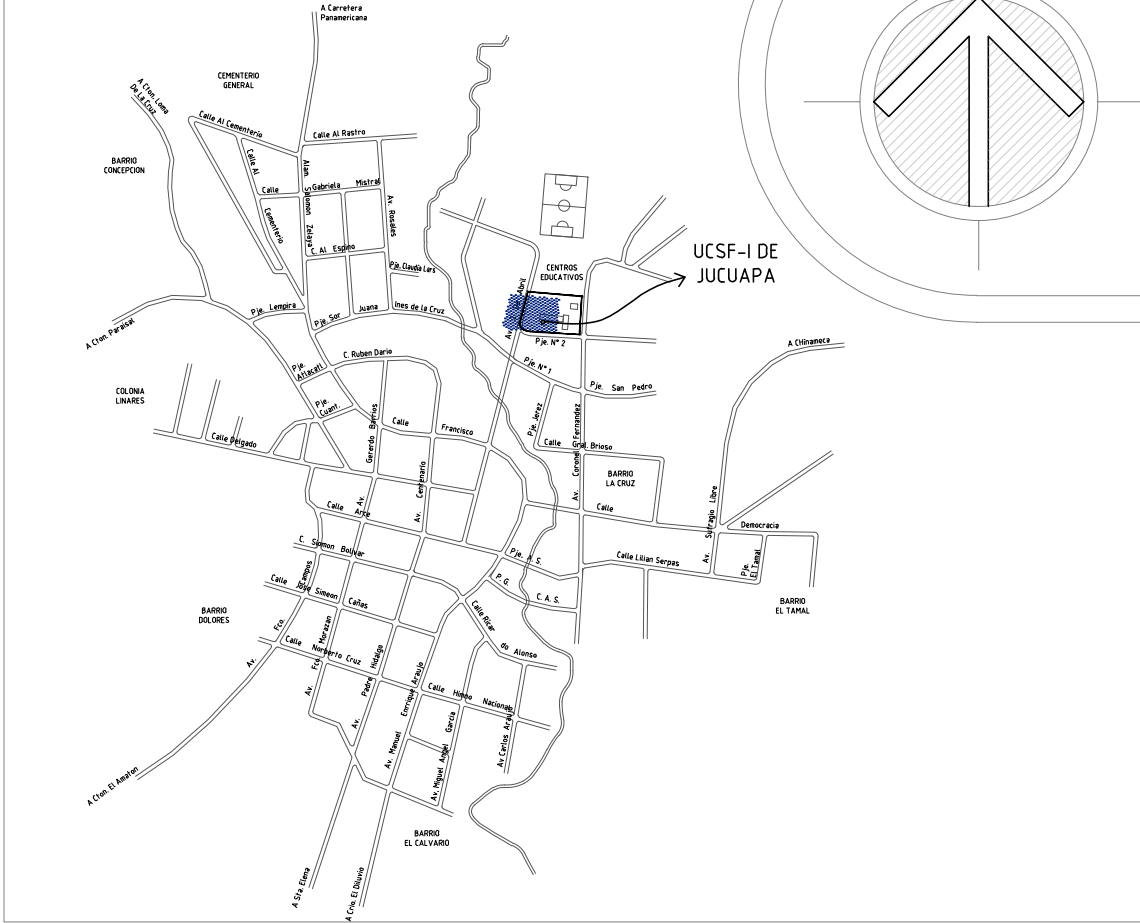 A Carretera
Panamericana
CEMENTERIO
GENERAL
A Cton. Loma
De La Cruz
Calle Al Cementerio
Calle Al Rastro
BARRIO
CONCEPCION
Calle Al
Cementerio
Alam. Salomon Zelaya
Calle Gabriela Mistral
Av. Rosales
C. Al Espino
Pje. Claudia Lars
CENTROS
EDUCATIVOS
UCSF-I DE
JUCUAPA
Abril
Av.
Pje. Lempira
Pje. Sor Juana Ines de la Cruz
A Cton. Paraisal
Pje. N° 2
A Chinameca
C. Ruben Dario
Pje. N° 1
Pje.
Atlacatl
Pje. San Pedro
COLONIA
LINARES
Pje.
Cuant.
Pje. Jerez
Av. Coronel Fernandez
Gererdo Barrios
Av.
Calle Francisco
Calle Delgado
Calle Gral. Brioso
BARRIO
LA CRUZ
Av. Centenario
Av. Sufragio Libre
Calle Arce
Calle Democracia
C. Siomon Bolivar
Pje. A. S.
Calle Lilian Serpas
Pje.
El Tamal
P.G.
C. A. S.
Calle Jose Simeon Cañas
BARRIO
EL TAMAL
BARRIO
DOLORES
Calle Ricar do Alonso
Av. Fco.
Av. Fco. Morazan
Calle Norberto Cruz
Av. Padre Hidalgo
Av. Manuel Enrique Araujo
Calle Himno Nacional
Av. Miguel Angel Garcia
Av Carlos Araujo
A Cton. El Amaton
BARRIO
EL CALVARIO
A Sta. Elena
A Crio. El Diluvio